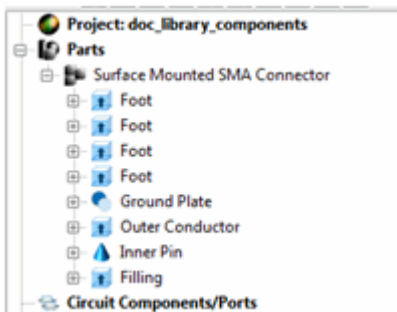 Project: doc_library_components
Parts
Surface Mounted SMA Connector
Foot
Foot
Foot
Foot
Ground Plate
Outer Conductor
Inner Pin
Filling
Circuit Components/Ports